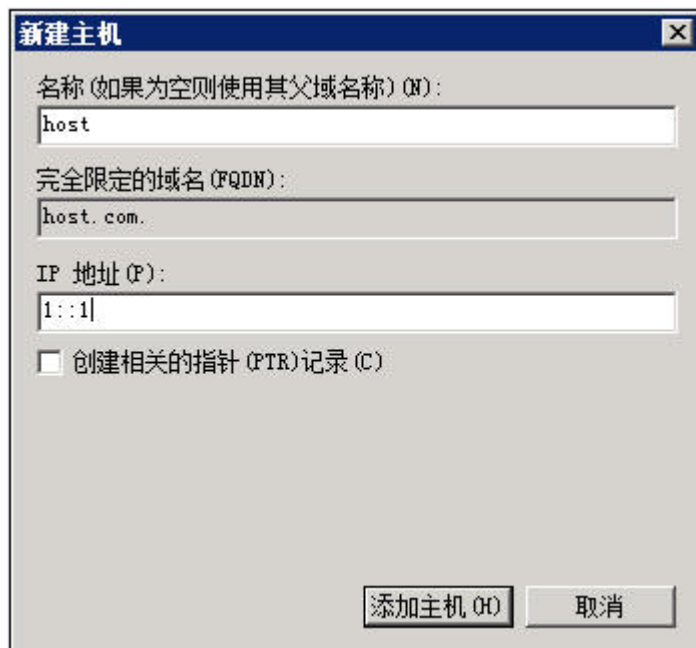 新建主机
名称(如果为空则使用其父域名称)(N):
host
完全限定的域名(FQDN):
host.com.
IP 地址(P):
1::1
创建相关的指针(PTR)记录(C)
添加主机(H) 取消